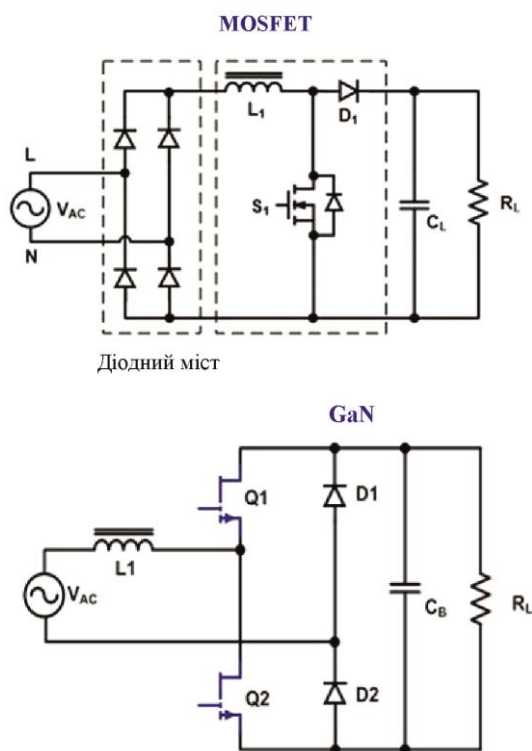 MOSFET
L₁
D₁
L
V_AC
S₁
C_L
R_L
N
Діодний міст
GaN
Q1
D1
L1
V_AC
C_B
R_L
Q2
D2